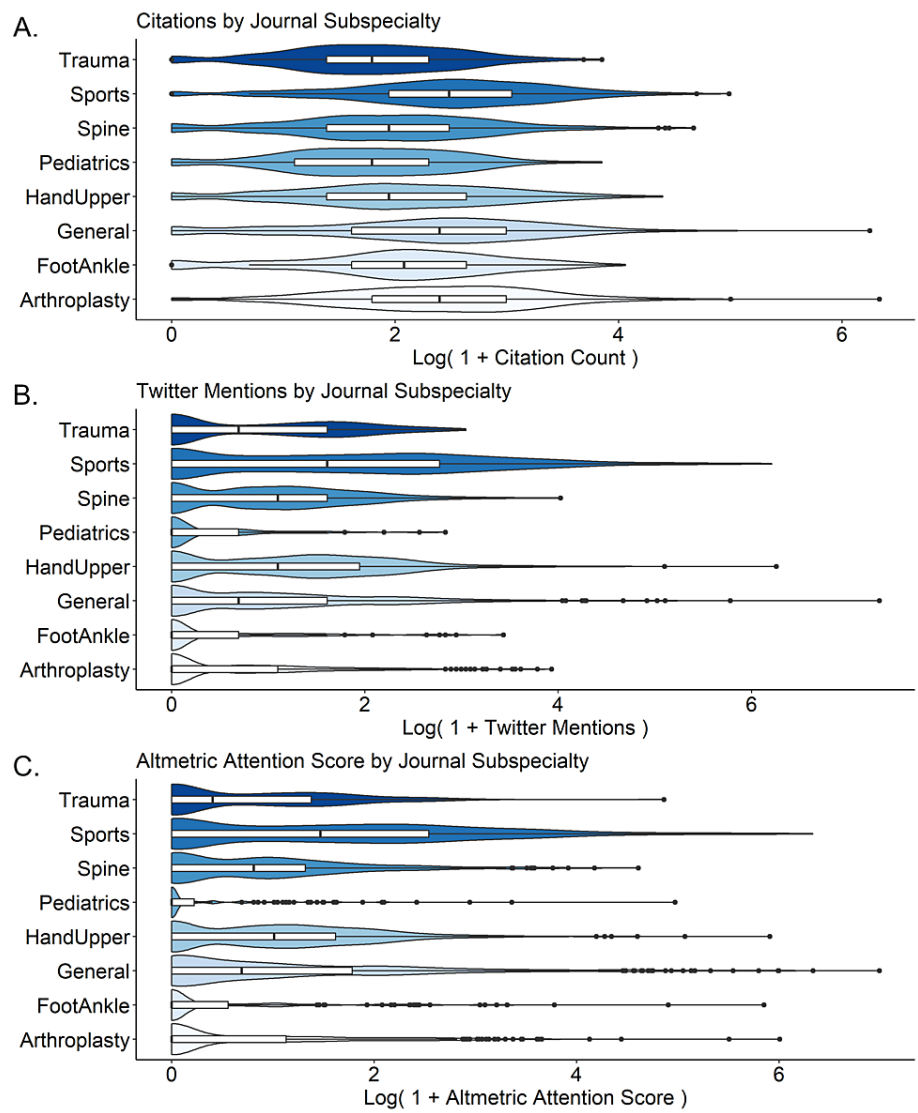 A.
Citations by Journal Subspecialty
Trauma
Sports
Spine
Pediatrics
HandUpper
General
FootAnkle
Arthroplasty
0 2 4 6
Log( 1 + Citation Count )
B.
Twitter Mentions by Journal Subspecialty
Trauma
Sports
Spine
Pediatrics
HandUpper
General
FootAnkle
Arthroplasty
0 2 4 6
Log( 1 + Twitter Mentions )
C.
Altmetric Attention Score by Journal Subspecialty
Trauma
Sports
Spine
Pediatrics
HandUpper
General
FootAnkle
Arthroplasty
0 2 4 6
Log( 1 + Altmetric Attention Score )